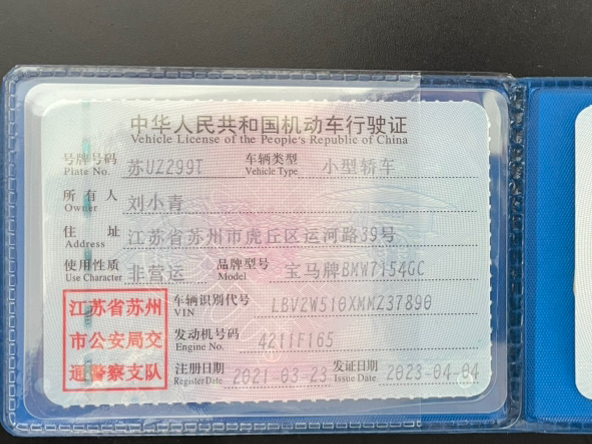 中华人民共和国机动车行驶证
Vehicle License of the People's Republic of China
号牌号码 苏UZZ99T 车辆类型 小型轿车
Plate No. Vehicle Type
所有人 刘小青
Owner
住址 江苏省苏州市虎丘区运河路39号
Address
使用性质 非营运 品牌型号 宝马牌BMW7154GC
Use Character Model
江苏省苏州
市公安局交
通警察支队
车辆识别代号 LBV2W510XMMZ37890
VIN
发动机号码 4211F165
Engine No.
注册日期 2021-03-23 发证日期 2023-04-04
Register Date Issue Date